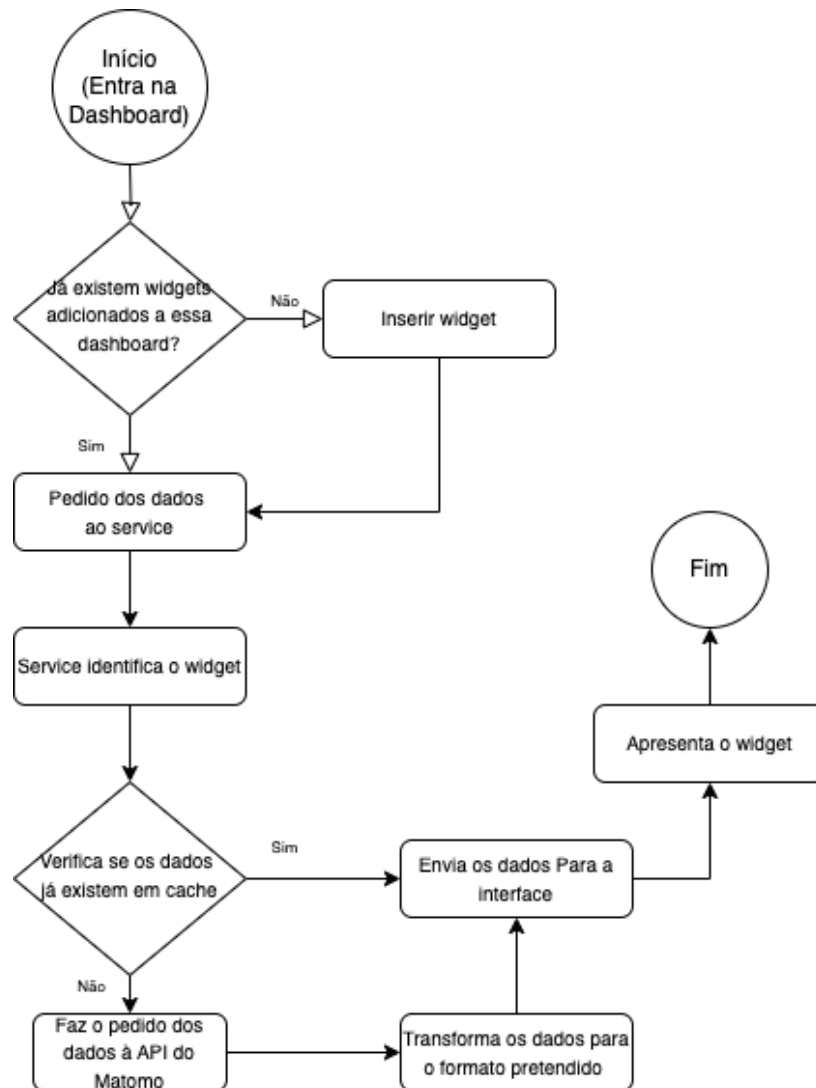 Início
(Entra na
Dashboard)
Já existem widgets
adicionados a essa
dashboard?
Não
Inserir widget
Sim
Pedido dos dados
ao service
Service identifica o widget
Verifica se os dados
já existem em cache
Sim
Envia os dados Para a
interface
Não
Faz o pedido dos
dados à API do
Matomo
Transforma os dados para
o formato pretendido
Apresenta o widget
Fim